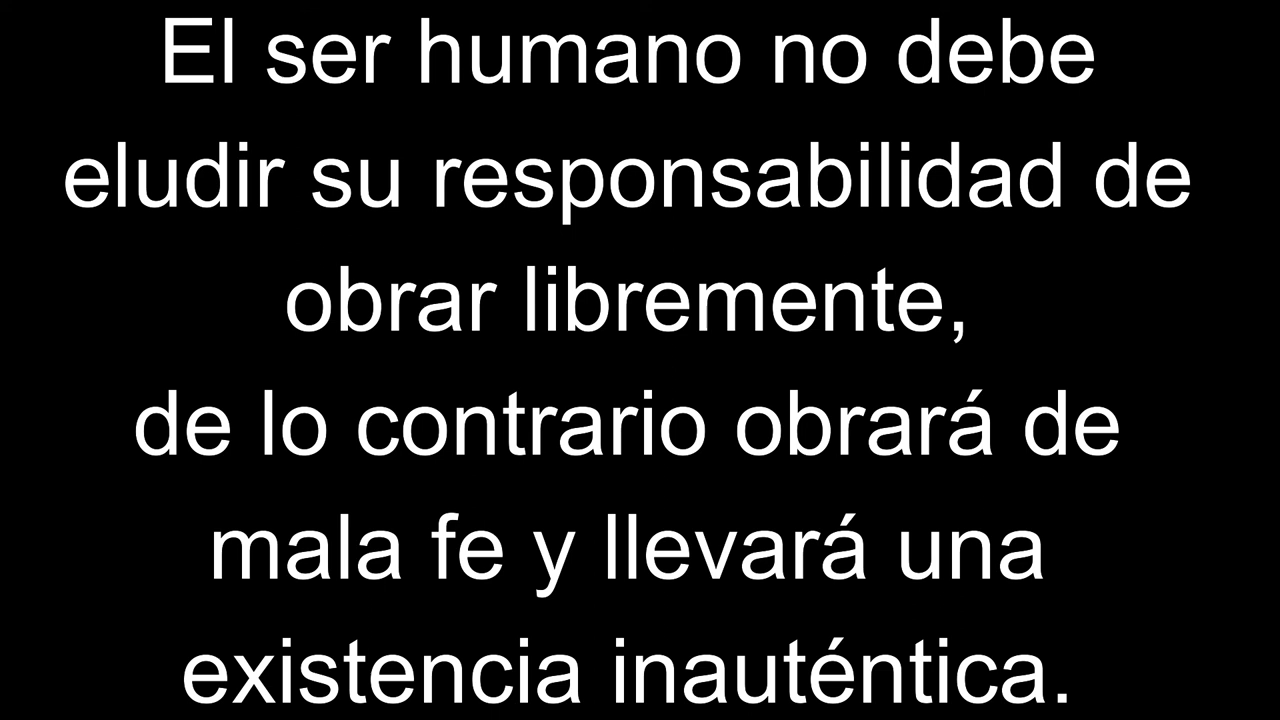 El ser humano no debe
eludir su responsabilidad de
obrar libremente,
de lo contrario obrará de
mala fe y llevará una
existencia inauténtica.